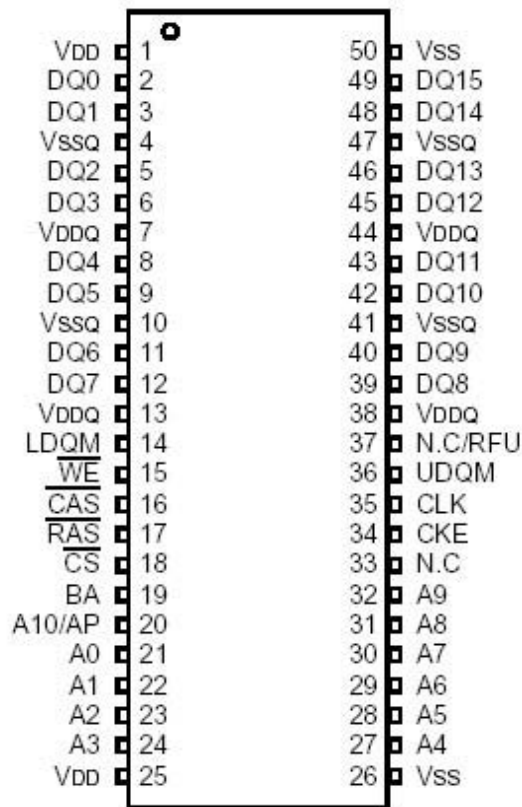 VDD 1 50 VSS
DQ0 2 49 DQ15
DQ1 3 48 DQ14
VSSQ 4 47 VSSQ
DQ2 5 46 DQ13
DQ3 6 45 DQ12
VDDQ 7 44 VDDQ
DQ4 8 43 DQ11
DQ5 9 42 DQ10
VSSQ 10 41 VSSQ
DQ6 11 40 DQ9
DQ7 12 39 DQ8
VDDQ 13 38 VDDQ
LDQM 14 37 N.C/RFU
W̅E̅ 15 36 UDQM
C̅A̅S̅ 16 35 CLK
R̅A̅S̅ 17 34 CKE
C̅S̅ 18 33 N.C
BA 19 32 A9
A10/AP 20 31 A8
A0 21 30 A7
A1 22 29 A6
A2 23 28 A5
A3 24 27 A4
VDD 25 26 VSS